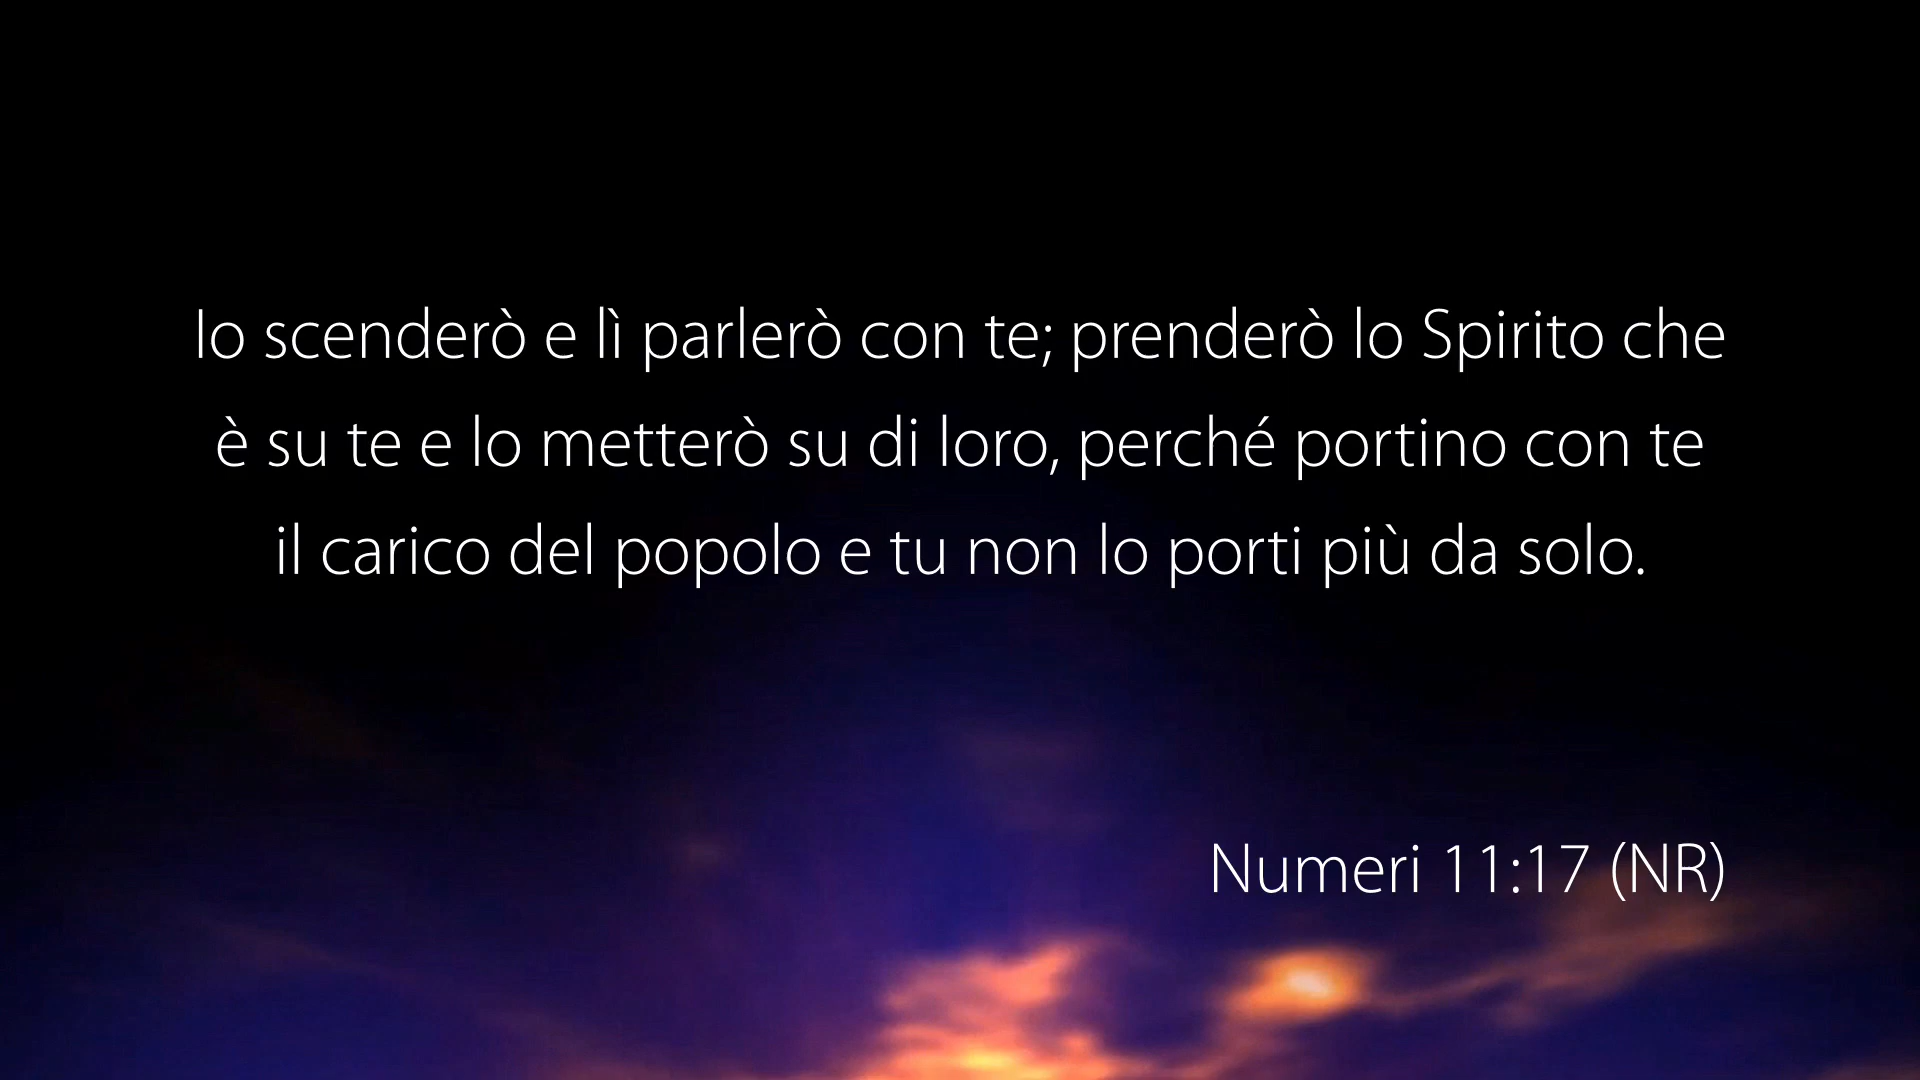 Io scenderò e lì parlerò con te; prenderò lo Spirito che
è su te e lo metterò su di loro, perché portino con te
il carico del popolo e tu non lo porti più da solo.
Numeri 11:17 (NR)